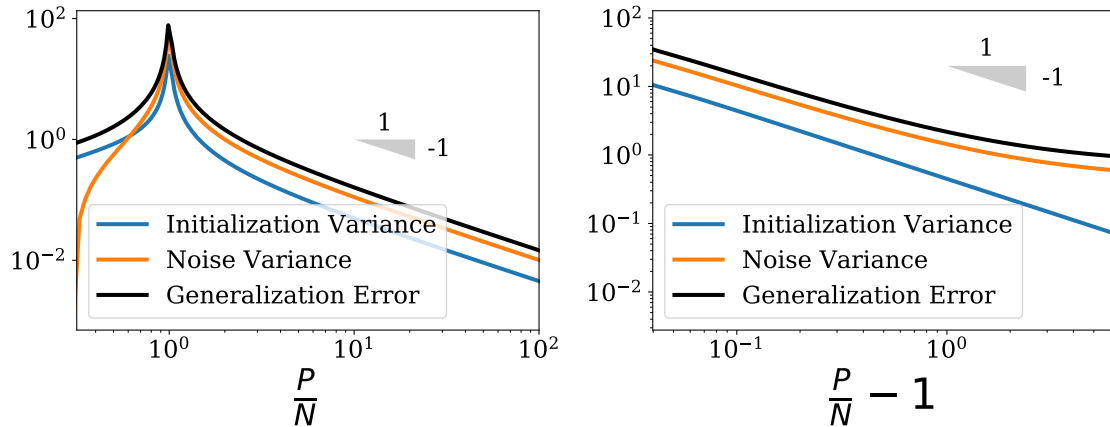 10^2
10^0
10^-2
10^0
10^1
10^2
1
-1
Initialization Variance
Noise Variance
Generalization Error
P/N
10^2
10^1
10^0
10^-1
10^-2
10^-1
10^0
1
-1
Initialization Variance
Noise Variance
Generalization Error
P/N − 1